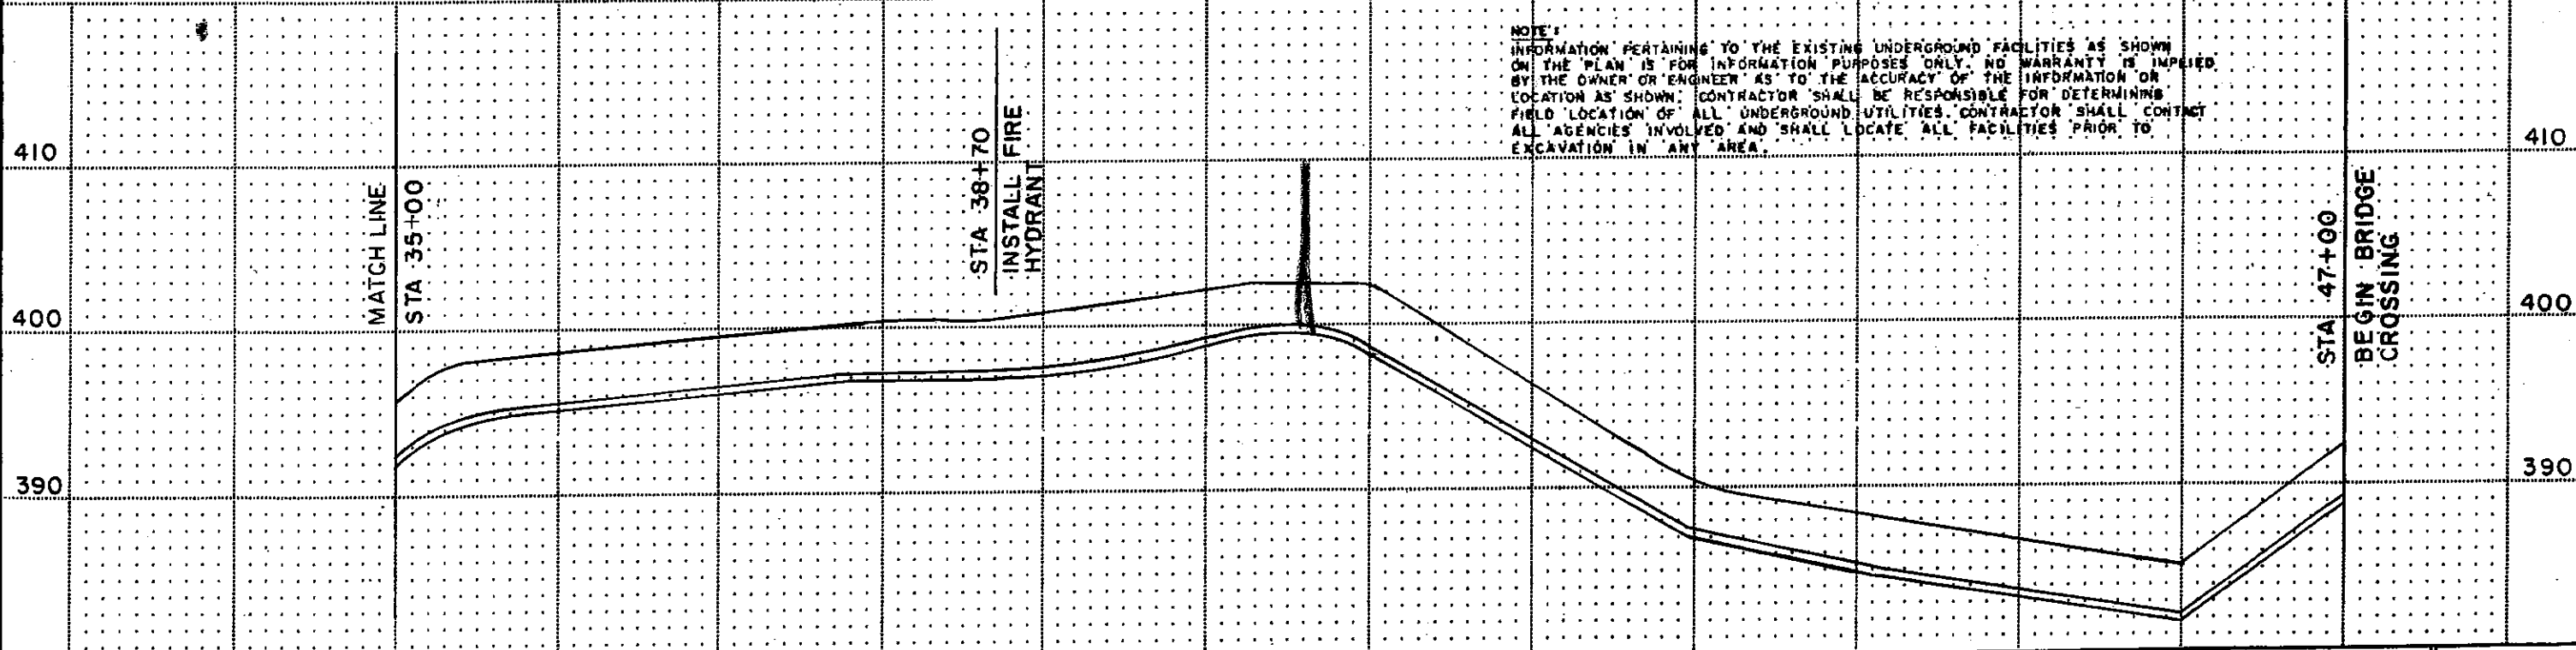 NOTE:
INFORMATION PERTAINING TO THE EXISTING UNDERGROUND FACILITIES AS SHOWN
ON THE PLAN IS FOR INFORMATION PURPOSES ONLY. NO WARRANTY IS IMPLIED
BY THE OWNER OR ENGINEER AS TO THE ACCURACY OF THE INFORMATION OR
LOCATION AS SHOWN. CONTRACTOR SHALL BE RESPONSIBLE FOR DETERMINING
FIELD LOCATION OF ALL UNDERGROUND UTILITIES. CONTRACTOR SHALL CONTACT
ALL AGENCIES INVOLVED AND SHALL LOCATE ALL FACILITIES PRIOR TO
EXCAVATION IN ANY AREA.
410
400
390
MATCH LINE
STA 35+00
STA 38+70
INSTALL FIRE
HYDRANT
STA 47+00
BEGIN BRIDGE
CROSSING
410
400
390